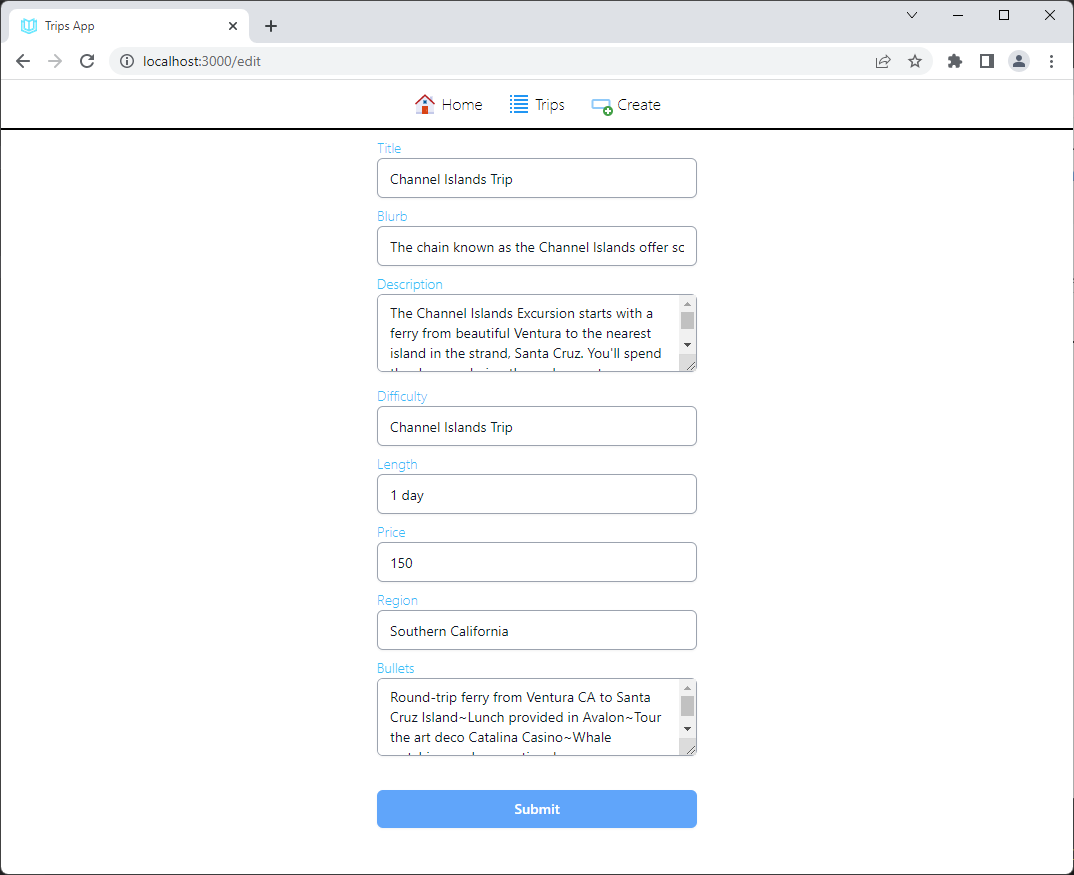 Trips App
localhost:3000/edit
Home Trips Create
Title
Channel Islands Trip
Blurb
The chain known as the Channel Islands offer sc
Description
The Channel Islands Excursion starts with a
ferry from beautiful Ventura to the nearest
island in the strand, Santa Cruz. You'll spend
Difficulty
Channel Islands Trip
Length
1 day
Price
150
Region
Southern California
Bullets
Round-trip ferry from Ventura CA to Santa
Cruz Island~Lunch provided in Avalon~Tour
the art deco Catalina Casino~Whale
Submit